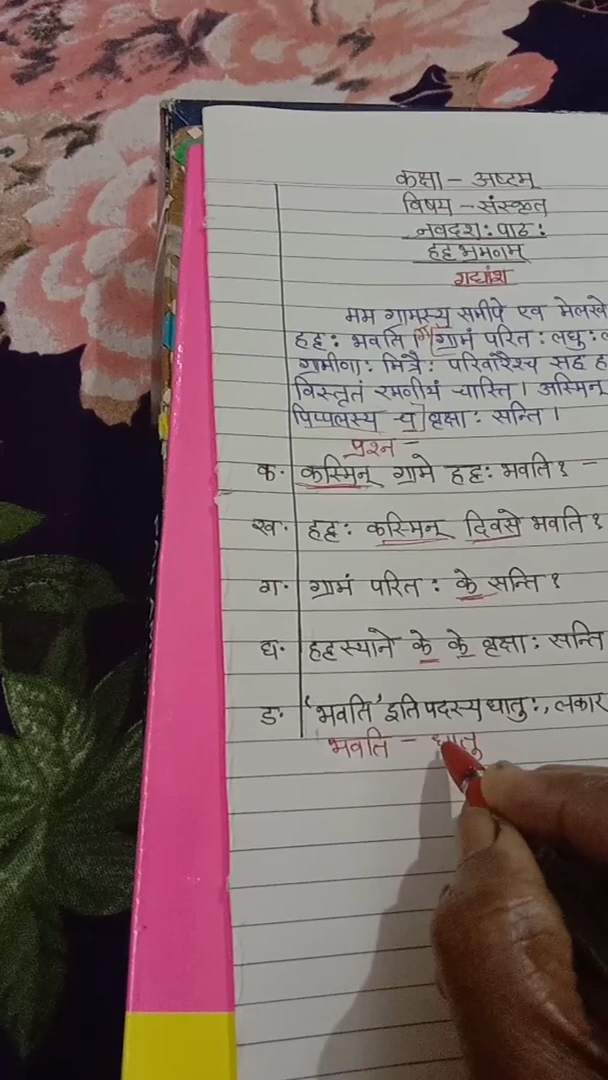 कक्षा - अष्टम्
विषय - संस्कृत
नवदश: पाठ:
हट्ट भ्रमणम्
गद्यांश
मम ग्रामस्य समीपे एव मेलखे
हट्ट: भवति । ग्रामं परित: लघु:
ग्रामीणा: मित्रै: परिवारैश्च सह ह
विस्तृतं रमणीयं चास्ति । अस्मिन्
पिप्पलस्य च वृक्षा: सन्ति ।
प्रश्न -
क. कस्मिन् ग्रामे हट्ट: भवति ? -
ख. हट्ट: कस्मिन् दिवसे भवति ?
ग. ग्रामं परित: के सन्ति ?
घ. हट्टस्थाने के के वृक्षा: सन्ति
ङ. 'भवति' इति पदस्य धातु:, लकार
भवति - धातु